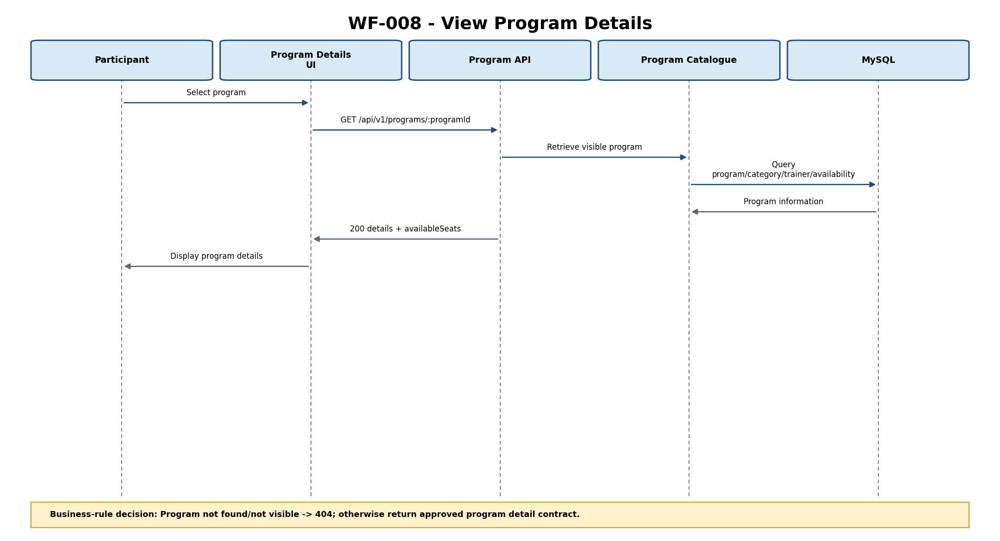 WF-008 - View Program Details
Participant
Program Details
UI
Program API
Program Catalogue
MySQL
Select program
GET /api/v1/programs/:programId
Retrieve visible program
Query
program/category/trainer/availability
Program information
200 details + availableSeats
Display program details
Business-rule decision: Program not found/not visible -> 404; otherwise return approved program detail contract.